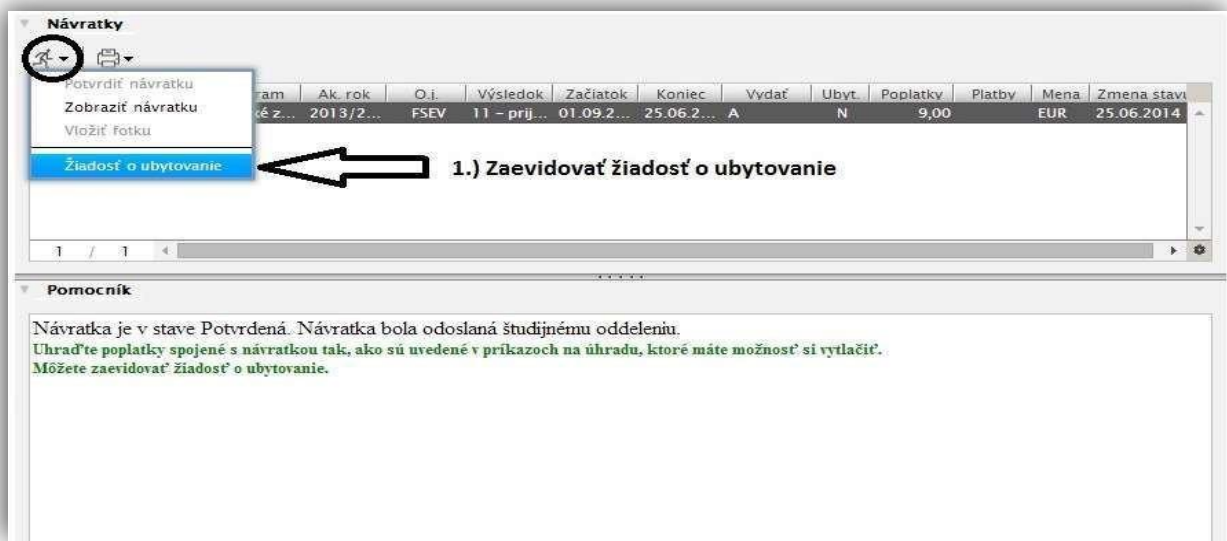 Návratky
Potvrdiť návratku
Zobraziť návratku
Vložiť fotku
Žiadosť o ubytovanie
ram Ak. rok O.j. Výsledok Začiatok Koniec Vydať Ubyt. Poplatky Platby Mena Zmena stavu
ké z... 2013/2... FSEV 11 – prij... 01.09.2... 25.06.2... A N 9,00 EUR 25.06.2014
1.) Zaevidovať žiadosť o ubytovanie
1 / 1
Pomocník
Návratka je v stave Potvrdená. Návratka bola odoslaná študijnému oddeleniu.
Uhraďte poplatky spojené s návratkou tak, ako sú uvedené v príkazoch na úhradu, ktoré máte možnosť si vytlačiť.
Môžete zaevidovať žiadosť o ubytovanie.